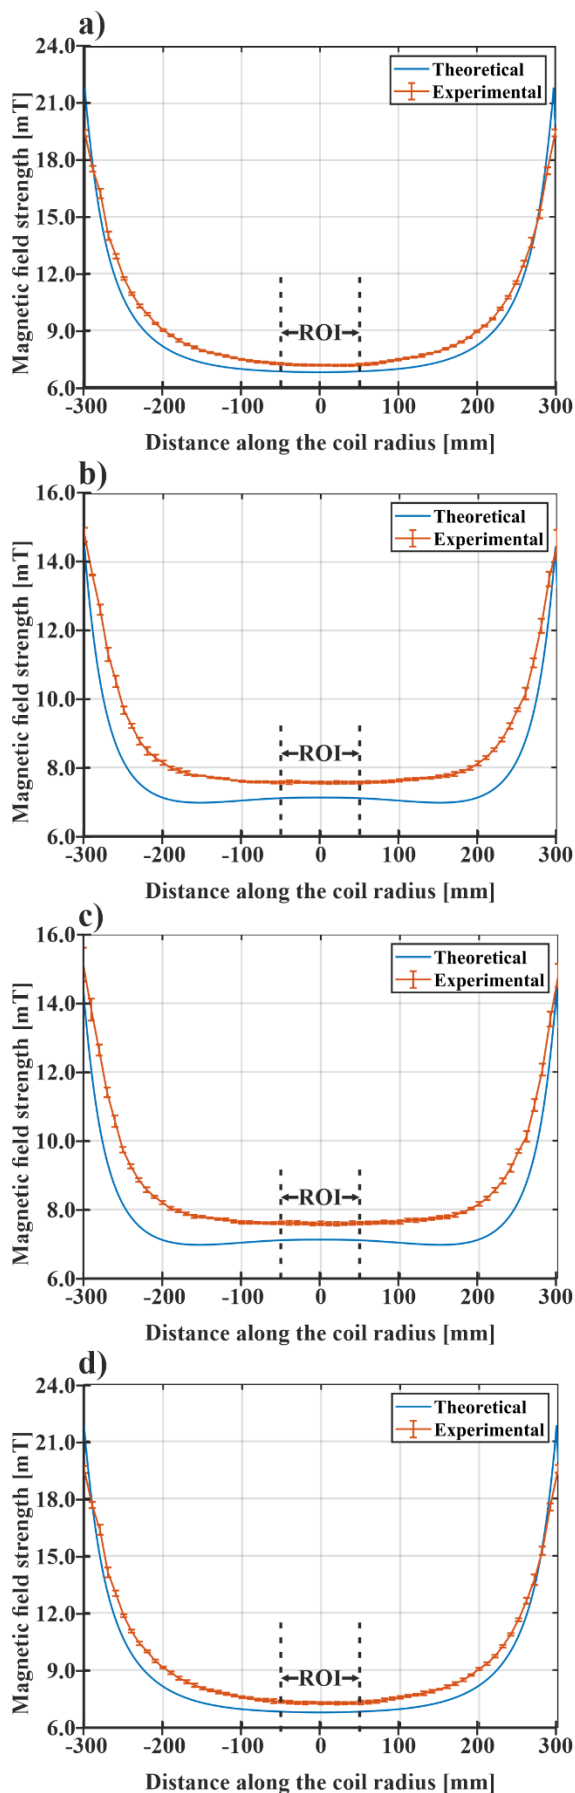 a)
24.0
21.0
18.0
15.0
12.0
9.0
6.0
Magnetic field strength [mT]
Theoretical
Experimental
ROI
-300 -200 -100 0 100 200 300
Distance along the coil radius [mm]
b)
16.0
14.0
12.0
10.0
8.0
6.0
Magnetic field strength [mT]
Theoretical
Experimental
ROI
-300 -200 -100 0 100 200 300
Distance along the coil radius [mm]
c)
16.0
14.0
12.0
10.0
8.0
6.0
Magnetic field strength [mT]
Theoretical
Experimental
ROI
-300 -200 -100 0 100 200 300
Distance along the coil radius [mm]
d)
24.0
21.0
18.0
15.0
12.0
9.0
6.0
Magnetic field strength [mT]
Theoretical
Experimental
ROI
-300 -200 -100 0 100 200 300
Distance along the coil radius [mm]